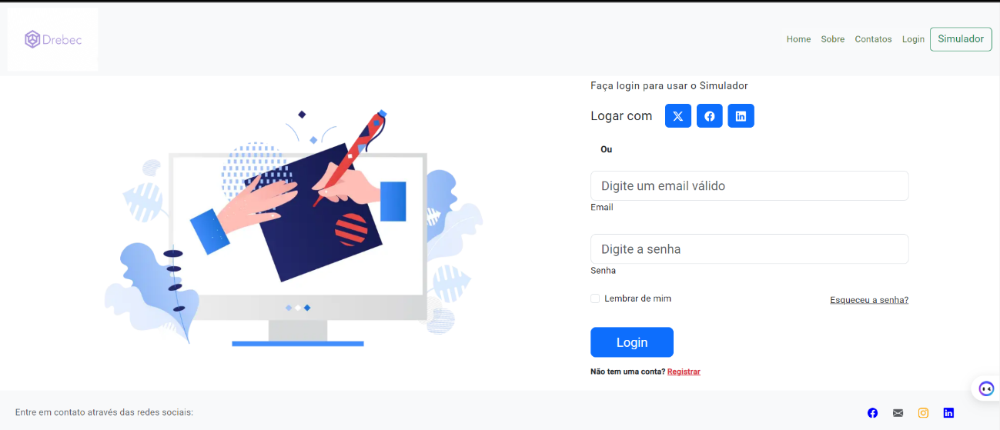 Drebec
Home Sobre Contatos Login Simulador
Faça login para usar o Simulador
Logar com
Ou
Digite um email válido
Email
Digite a senha
Senha
Lembrar de mim Esqueceu a senha?
Login
Não tem uma conta? Registrar
Entre em contato através das redes sociais: